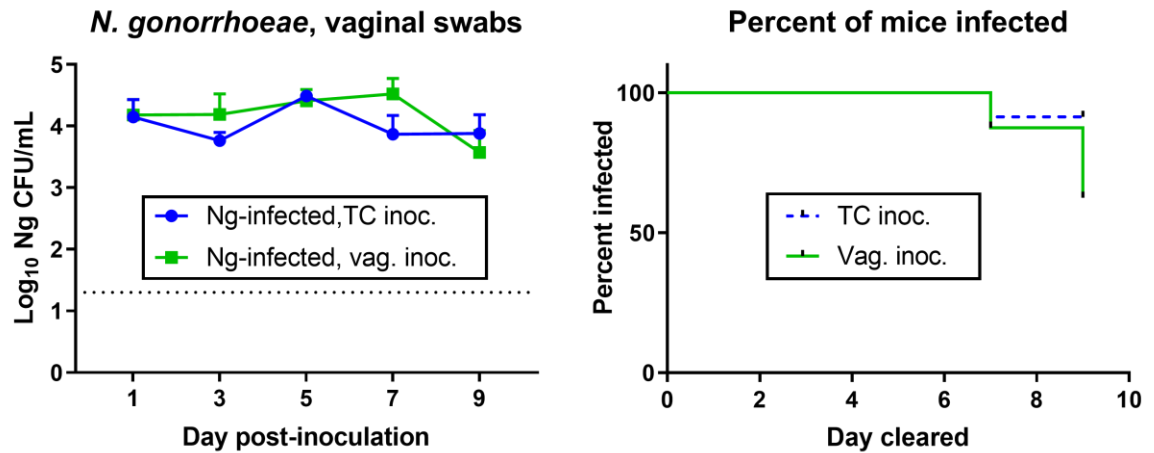 N. gonorrhoeae, vaginal swabs
Log10 Ng CFU/mL
5
4
3
2
1
0
Ng-infected,TC inoc.
Ng-infected, vag. inoc.
1 3 5 7 9
Day post-inoculation
Percent of mice infected
Percent infected
100
50
0
TC inoc.
Vag. inoc.
0 2 4 6 8 10
Day cleared